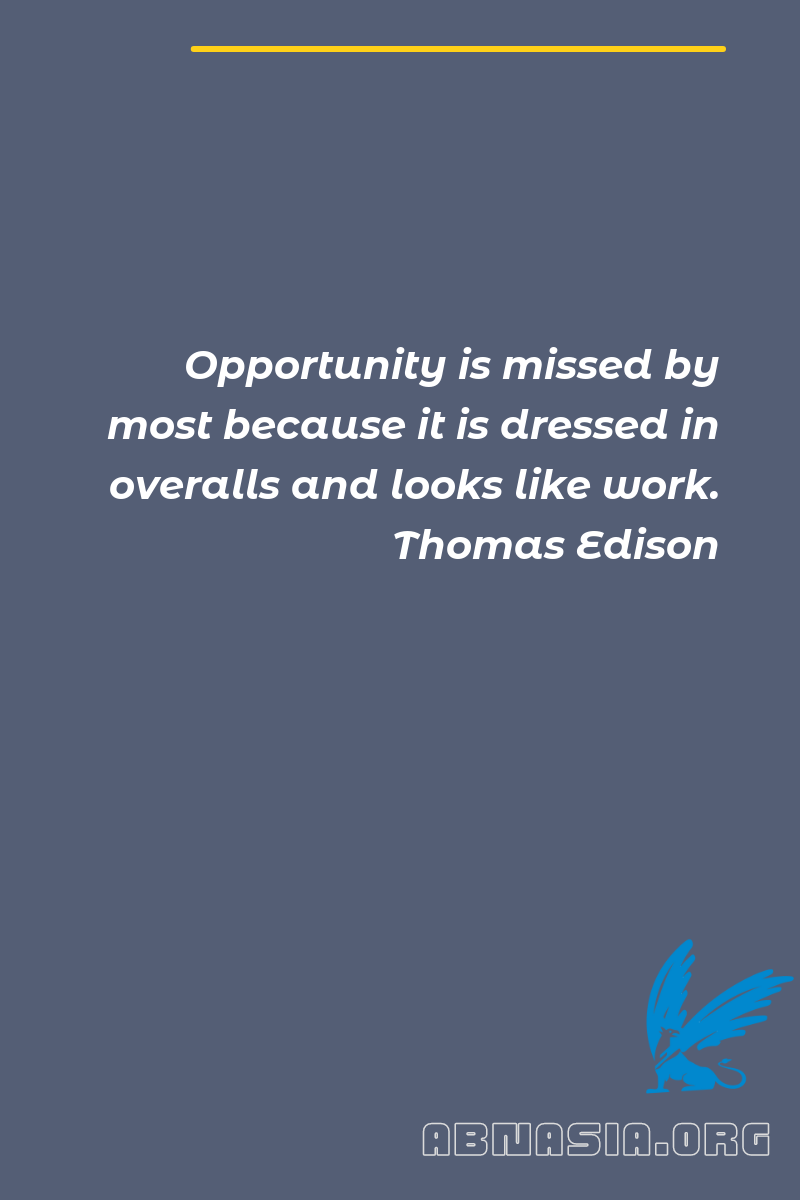 Opportunity is missed by
most because it is dressed in
overalls and looks like work.
Thomas Edison
ABNASIA.ORG